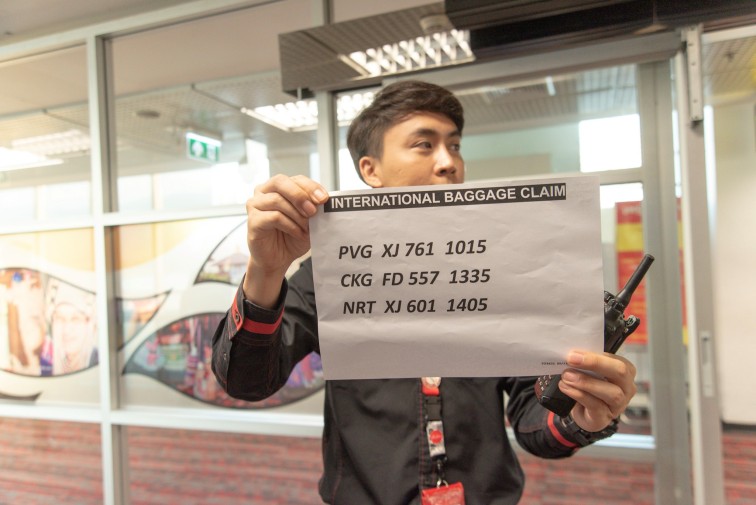 INTERNATIONAL BAGGAGE CLAIM
PVG XJ 761 1015
CKG FD 557 1335
NRT XJ 601 1405